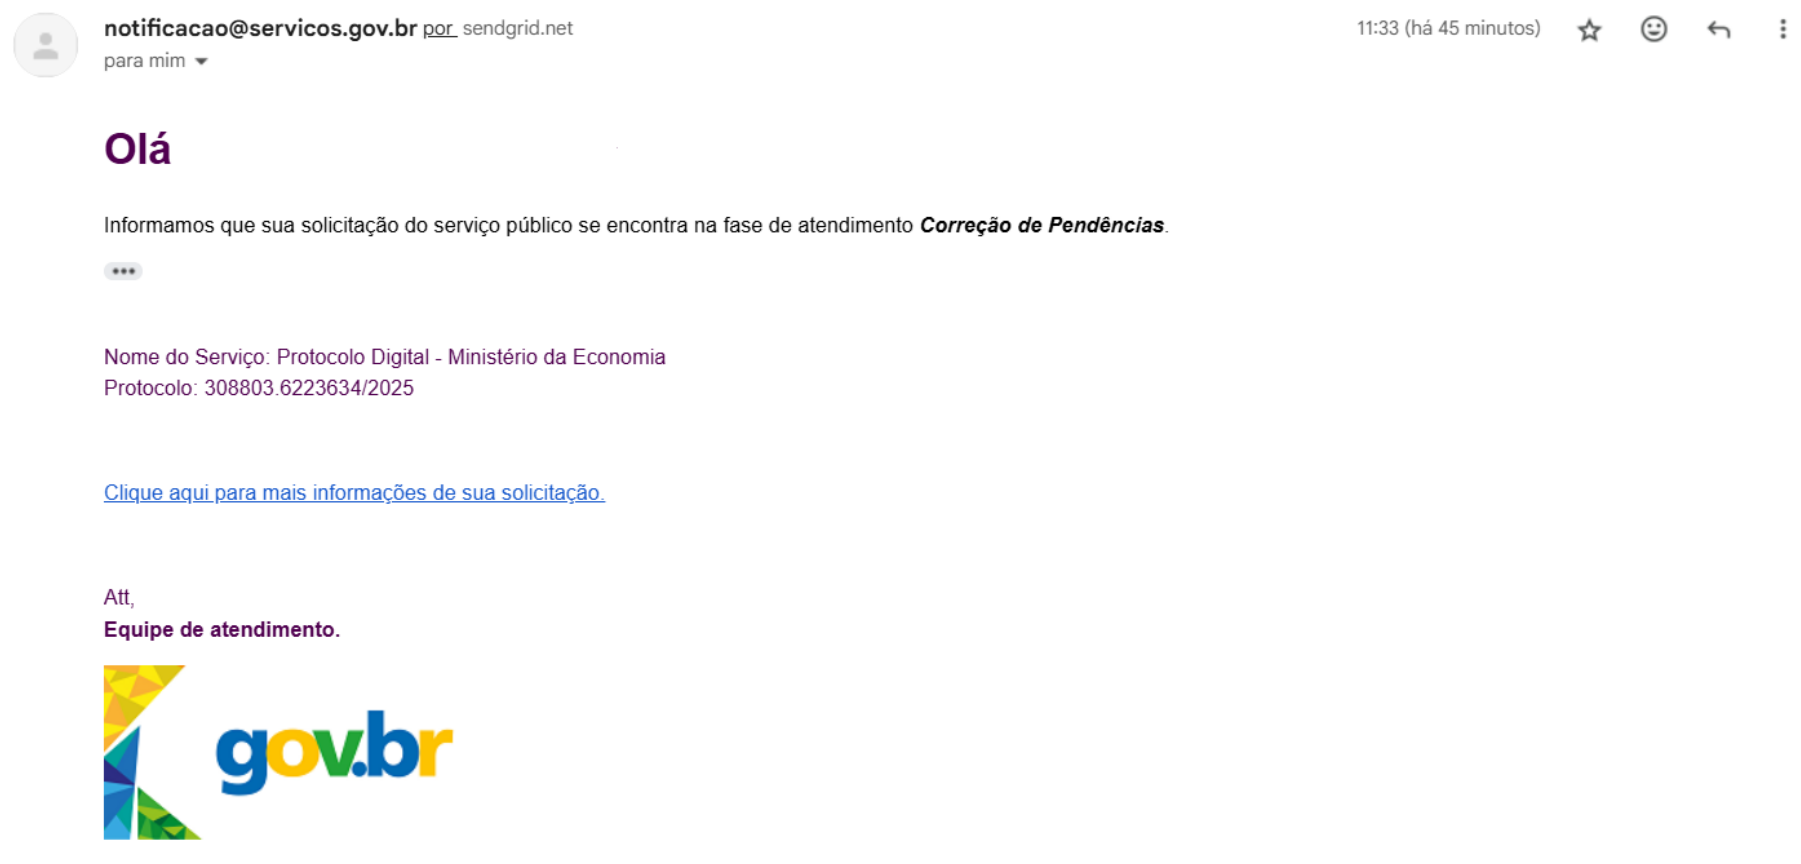 notificacao@servicos.gov.br por sendgrid.net
11:33 (há 45 minutos)
para mim
Olá
Informamos que sua solicitação do serviço público se encontra na fase de atendimento Correção de Pendências.
Nome do Serviço: Protocolo Digital - Ministério da Economia
Protocolo: 308803.6223634/2025
Clique aqui para mais informações de sua solicitação.
Att,
Equipe de atendimento.
gov.br